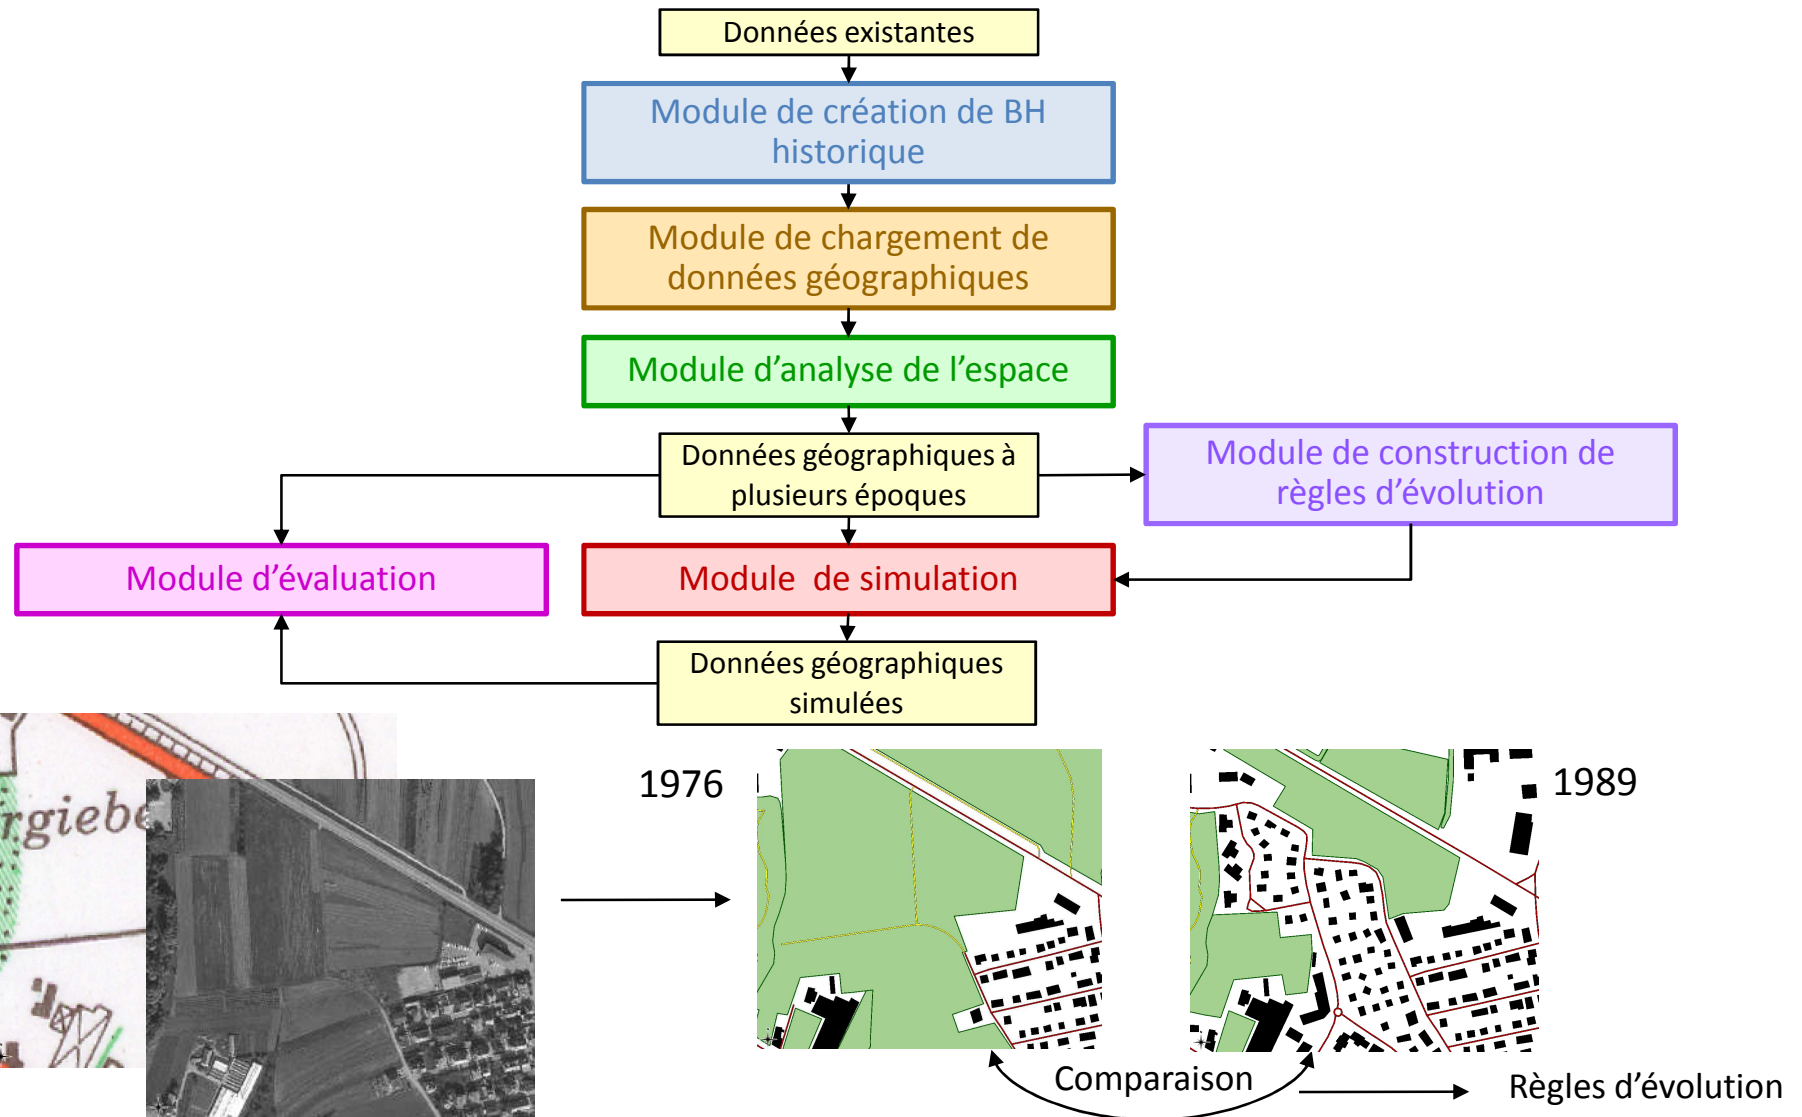 Données existantes
Module de création de BH
historique
Module de chargement de
données géographiques
Module d’analyse de l’espace
Données géographiques à
plusieurs époques
Module de construction de
règles d’évolution
Module d’évaluation
Module  de simulation
Données géographiques
simulées
rgiebe
1976
1989
Comparaison
Règles d’évolution